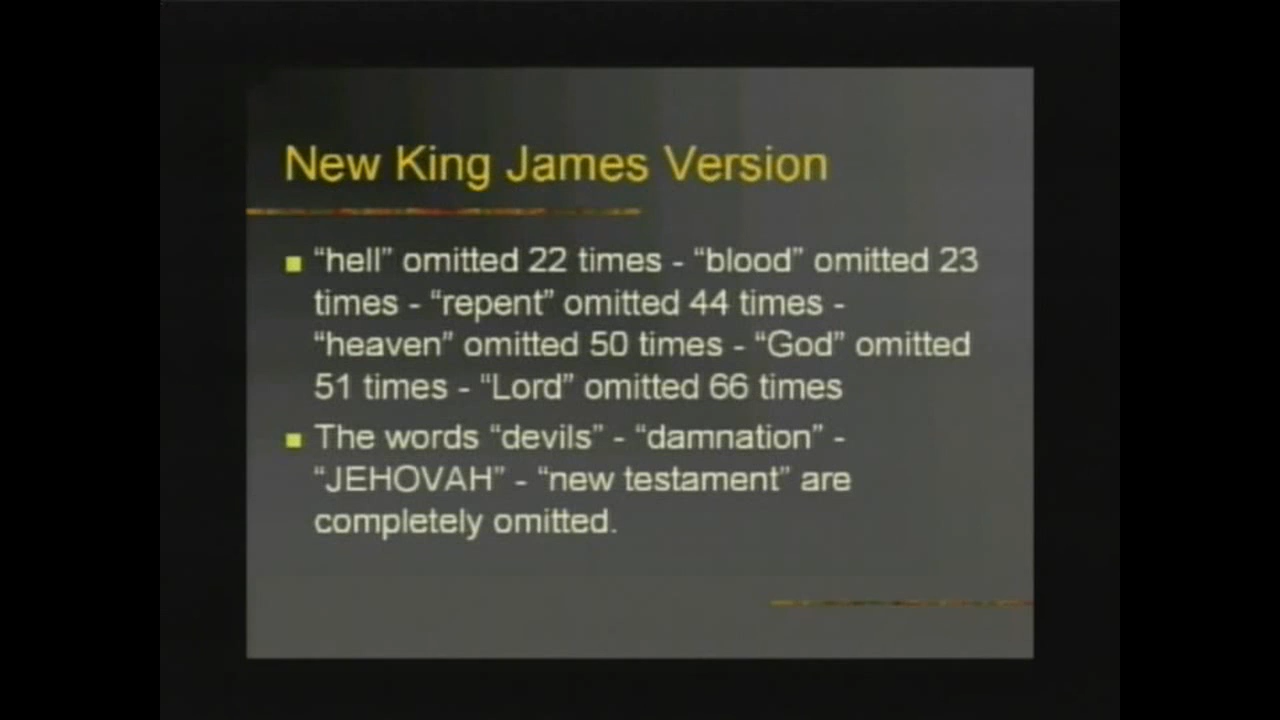 New King James Version
“hell” omitted 22 times - “blood” omitted 23
times - “repent” omitted 44 times -
“heaven” omitted 50 times - “God” omitted
51 times - “Lord” omitted 66 times
The words “devils” - “damnation” -
“JEHOVAH” - “new testament” are
completely omitted.